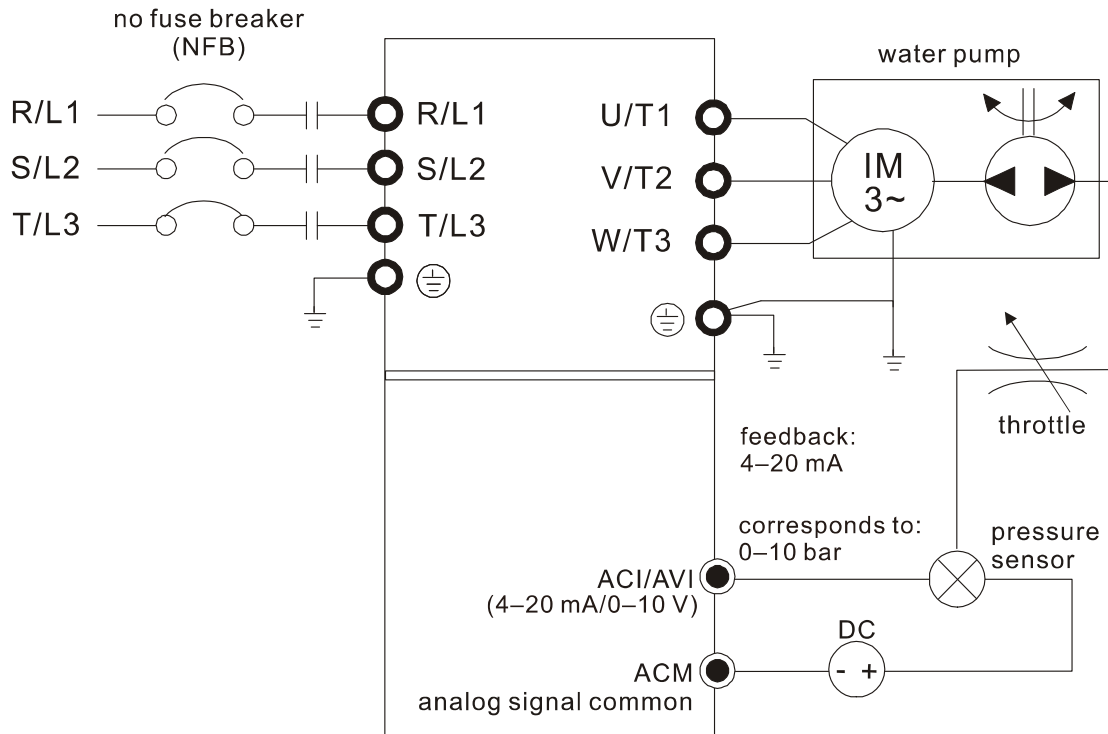 no fuse breaker
(NFB)
R/L1
S/L2
T/L3
R/L1
S/L2
T/L3
U/T1
V/T2
W/T3
water pump
IM
3~
throttle
feedback:
4–20 mA
corresponds to:
0–10 bar
pressure
sensor
ACI/AVI
(4–20 mA/0–10 V)
DC
- +
ACM
analog signal common